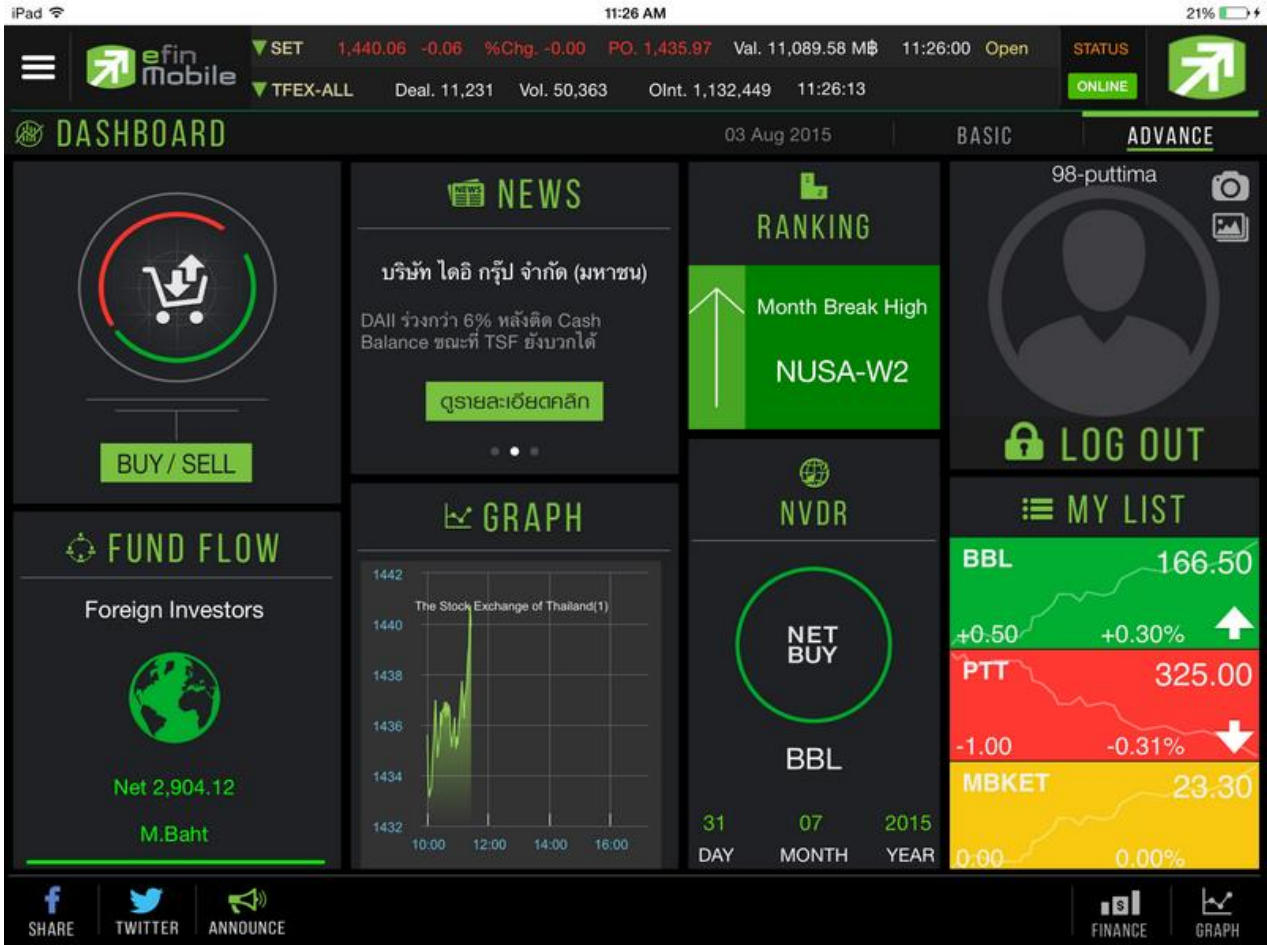 iPad 11:26 AM 21%
efin Mobile
SET 1,440.06 -0.06 %Chg. -0.00 PO. 1,435.97 Val. 11,089.58 M฿ 11:26:00 Open
TFEX-ALL Deal. 11,231 Vol. 50,363 OInt. 1,132,449 11:26:13
STATUS
ONLINE
DASHBOARD 03 Aug 2015 BASIC ADVANCE
BUY / SELL
NEWS
บริษัท ไดอิ กรุ๊ป จำกัด (มหาชน)
DAII ร่วงกว่า 6% หลังติด Cash
Balance ขณะที่ TSF ยังบวกได้
ดูรายละเอียดคลิก
RANKING
1
2
Month Break High
NUSA-W2
98-puttima
LOG OUT
FUND FLOW
Foreign Investors
Net 2,904.12
M.Baht
GRAPH
The Stock Exchange of Thailand(1)
1442
1440
1438
1436
1434
1432
10:00 12:00 14:00 16:00
NVDR
NET
BUY
BBL
31 07 2015
DAY MONTH YEAR
MY LIST
BBL 166.50
+0.50 +0.30%
PTT 325.00
-1.00 -0.31%
MBKET 23.30
0.00 0.00%
SHARE TWITTER ANNOUNCE FINANCE GRAPH